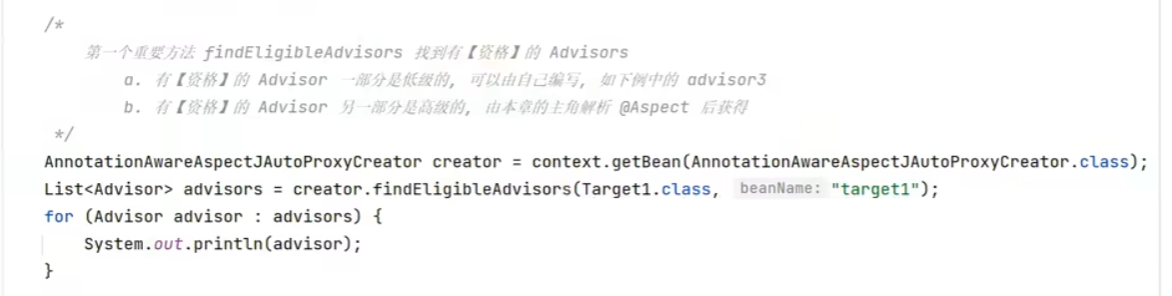 /*
第一个重要方法 findEligibleAdvisors 找到有【资格】的 Advisors
a. 有【资格】的 Advisor 一部分是低级的, 可以由自己编写, 如下例中的 advisor3
b. 有【资格】的 Advisor 另一部分是高级的, 由本章的主角解析 @Aspect 后获得
*/
AnnotationAwareAspectJAutoProxyCreator creator = context.getBean(AnnotationAwareAspectJAutoProxyCreator.class);
List<Advisor> advisors = creator.findEligibleAdvisors(Target1.class, beanName: "target1");
for (Advisor advisor : advisors) {
System.out.println(advisor);
}